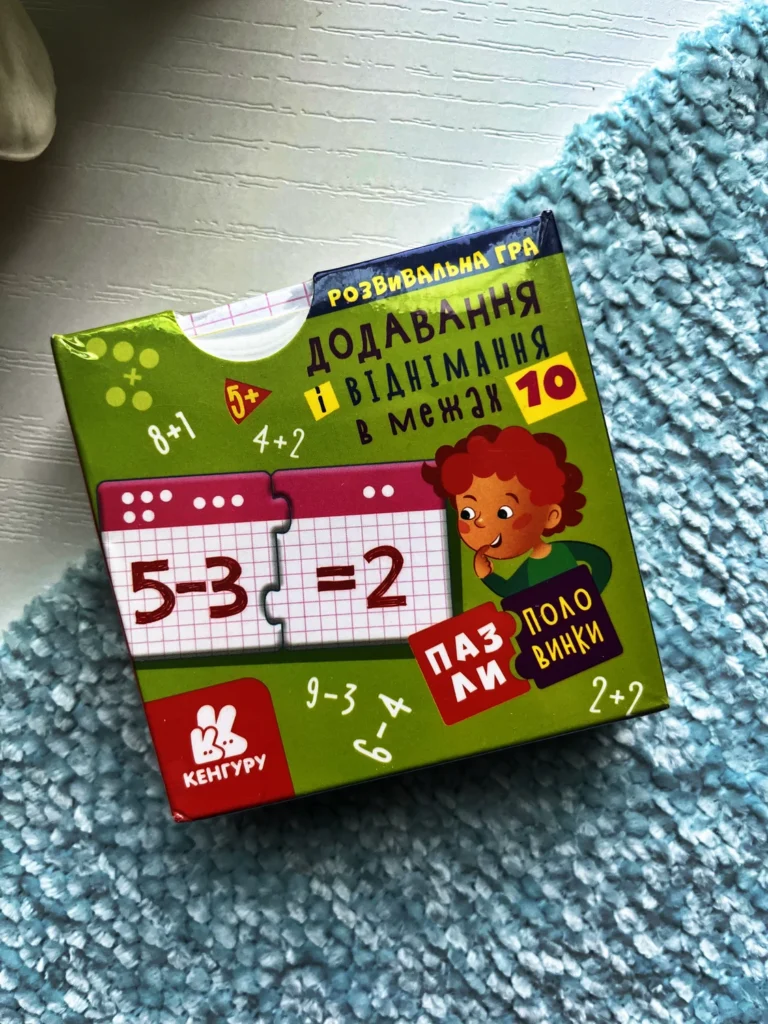 РОЗВИВАЛЬНА ГРА
ДОДАВАННЯ
і ВІДНІМАННЯ
в межах 10
5+
8+1
4+2
5-3 =2
ПАЗ
ЛИ
ПОЛО
ВИНКИ
9-3
6-4
2+2
КЕНГУРУ